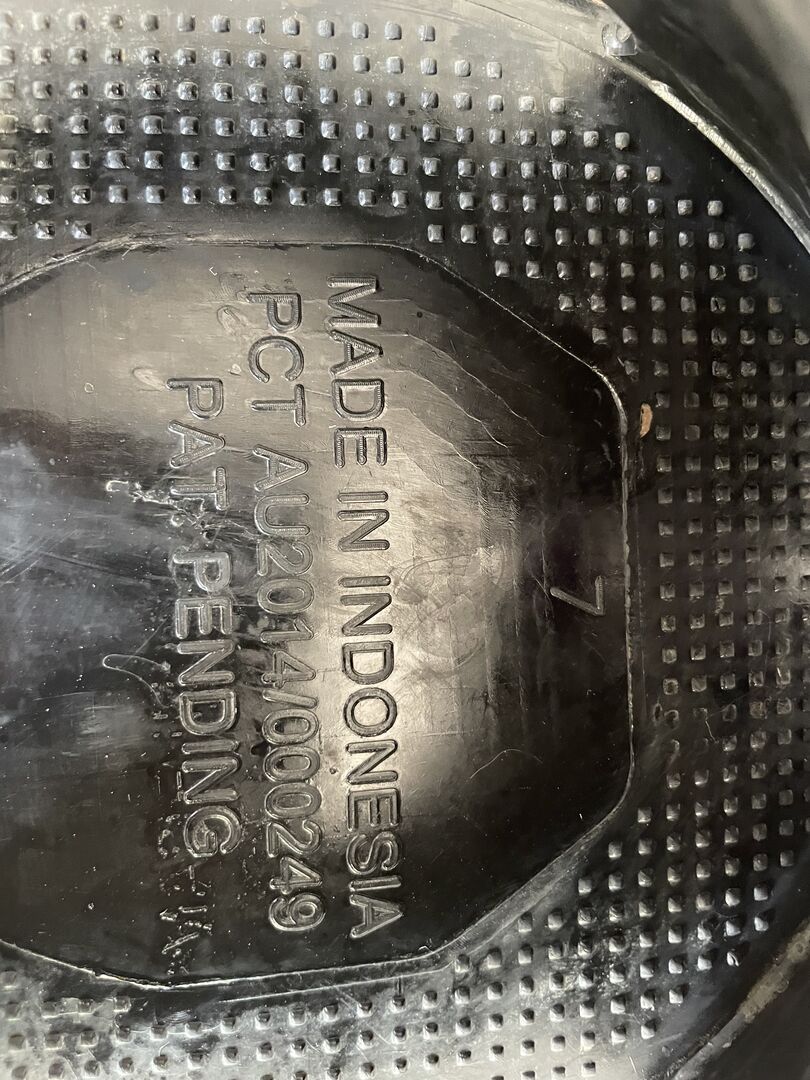 7
MADE IN INDONESIA
PCT AU2014/000249
PAT PENDING